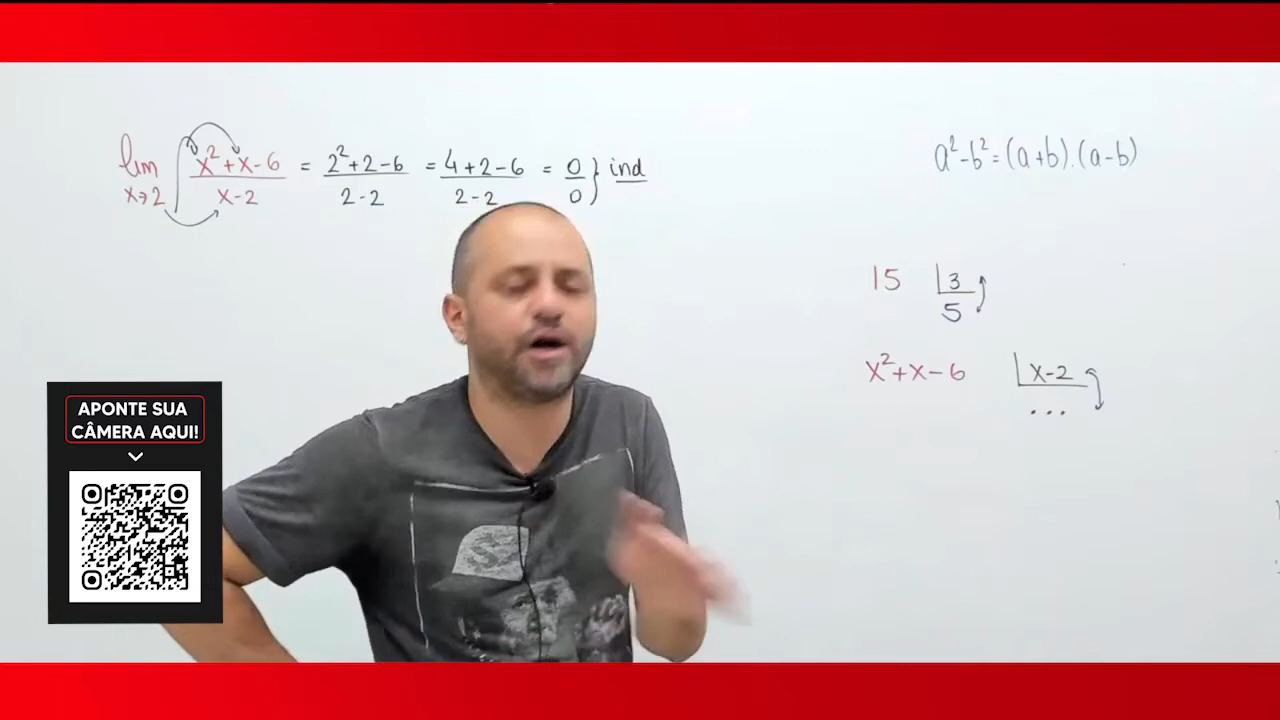 lim x→2 x²+x-6 / x-2 = 2²+2-6 / 2-2 = 4+2-6 / 2-2 = 0/0 } ind
a²-b²=(a+b).(a-b)
15 |3
5
x²+x-6 |x-2
...
APONTE SUA
CÂMERA AQUI!